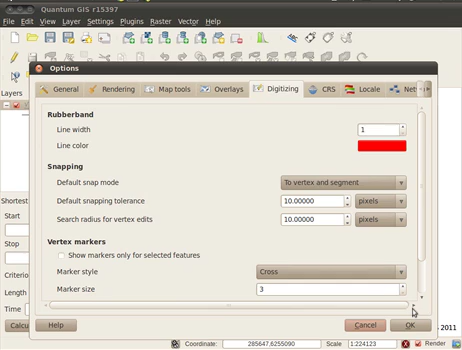 Quantum GIS r15397
File Edit View Layer Settings Plugins Raster Vector Help
Options
Layers
General Rendering Map tools Overlays Digitizing CRS Locale
Rubberband
Line width 1
Line color
Snapping
Default snap mode To vertex and segment
Default snapping tolerance 10.00000 pixels
Search radius for vertex edits 10.00000 pixels
Shortest
Start
Stop
Vertex markers
Show markers only for selected features
Criterio
Marker style Cross
Length
Marker size 3
Time
Help Cancel OK
Calcu
2011
Coordinate: 285647,6255090 Scale 1:224123 Render